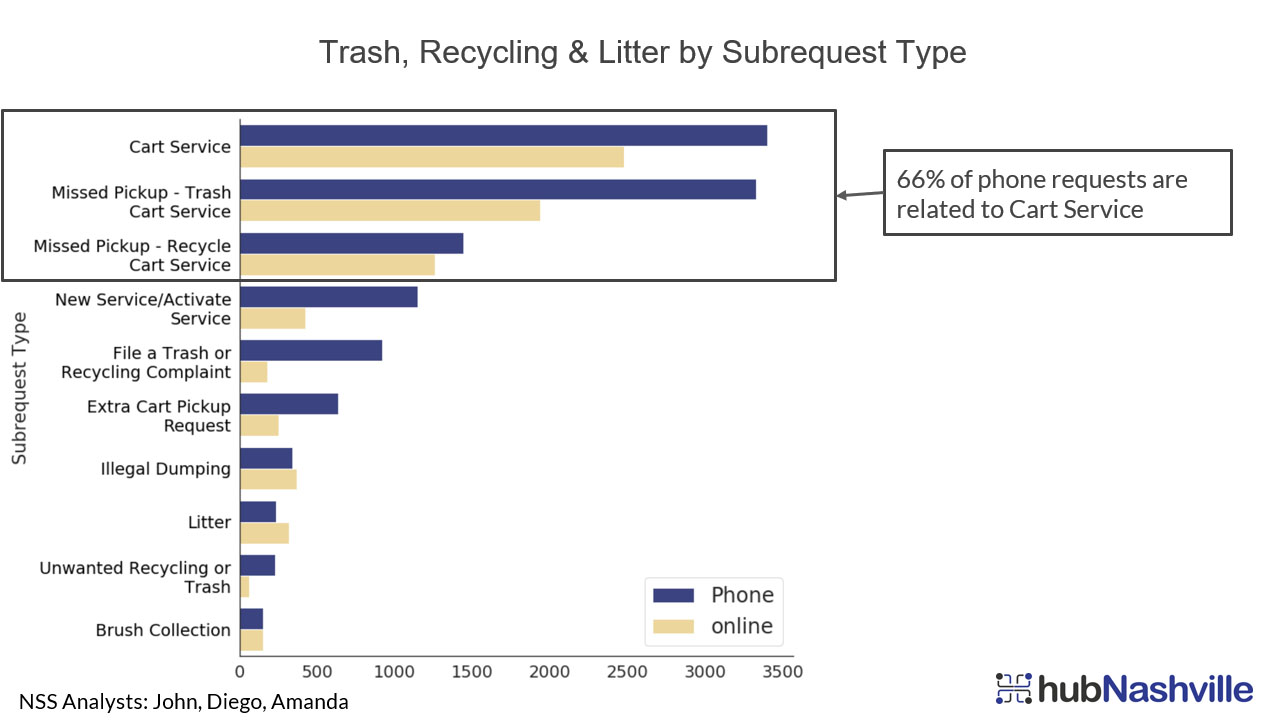 Trash, Recycling & Litter by Subrequest Type
Cart Service
Missed Pickup - Trash
Cart Service
Missed Pickup - Recycle
Cart Service
New Service/Activate
Service
File a Trash or
Recycling Complaint
Extra Cart Pickup
Request
Illegal Dumping
Litter
Unwanted Recycling or
Trash
Brush Collection
Subrequest Type
66% of phone requests are
related to Cart Service
Phone
online
0 500 1000 1500 2000 2500 3000 3500
NSS Analysts: John, Diego, Amanda
hubNashville